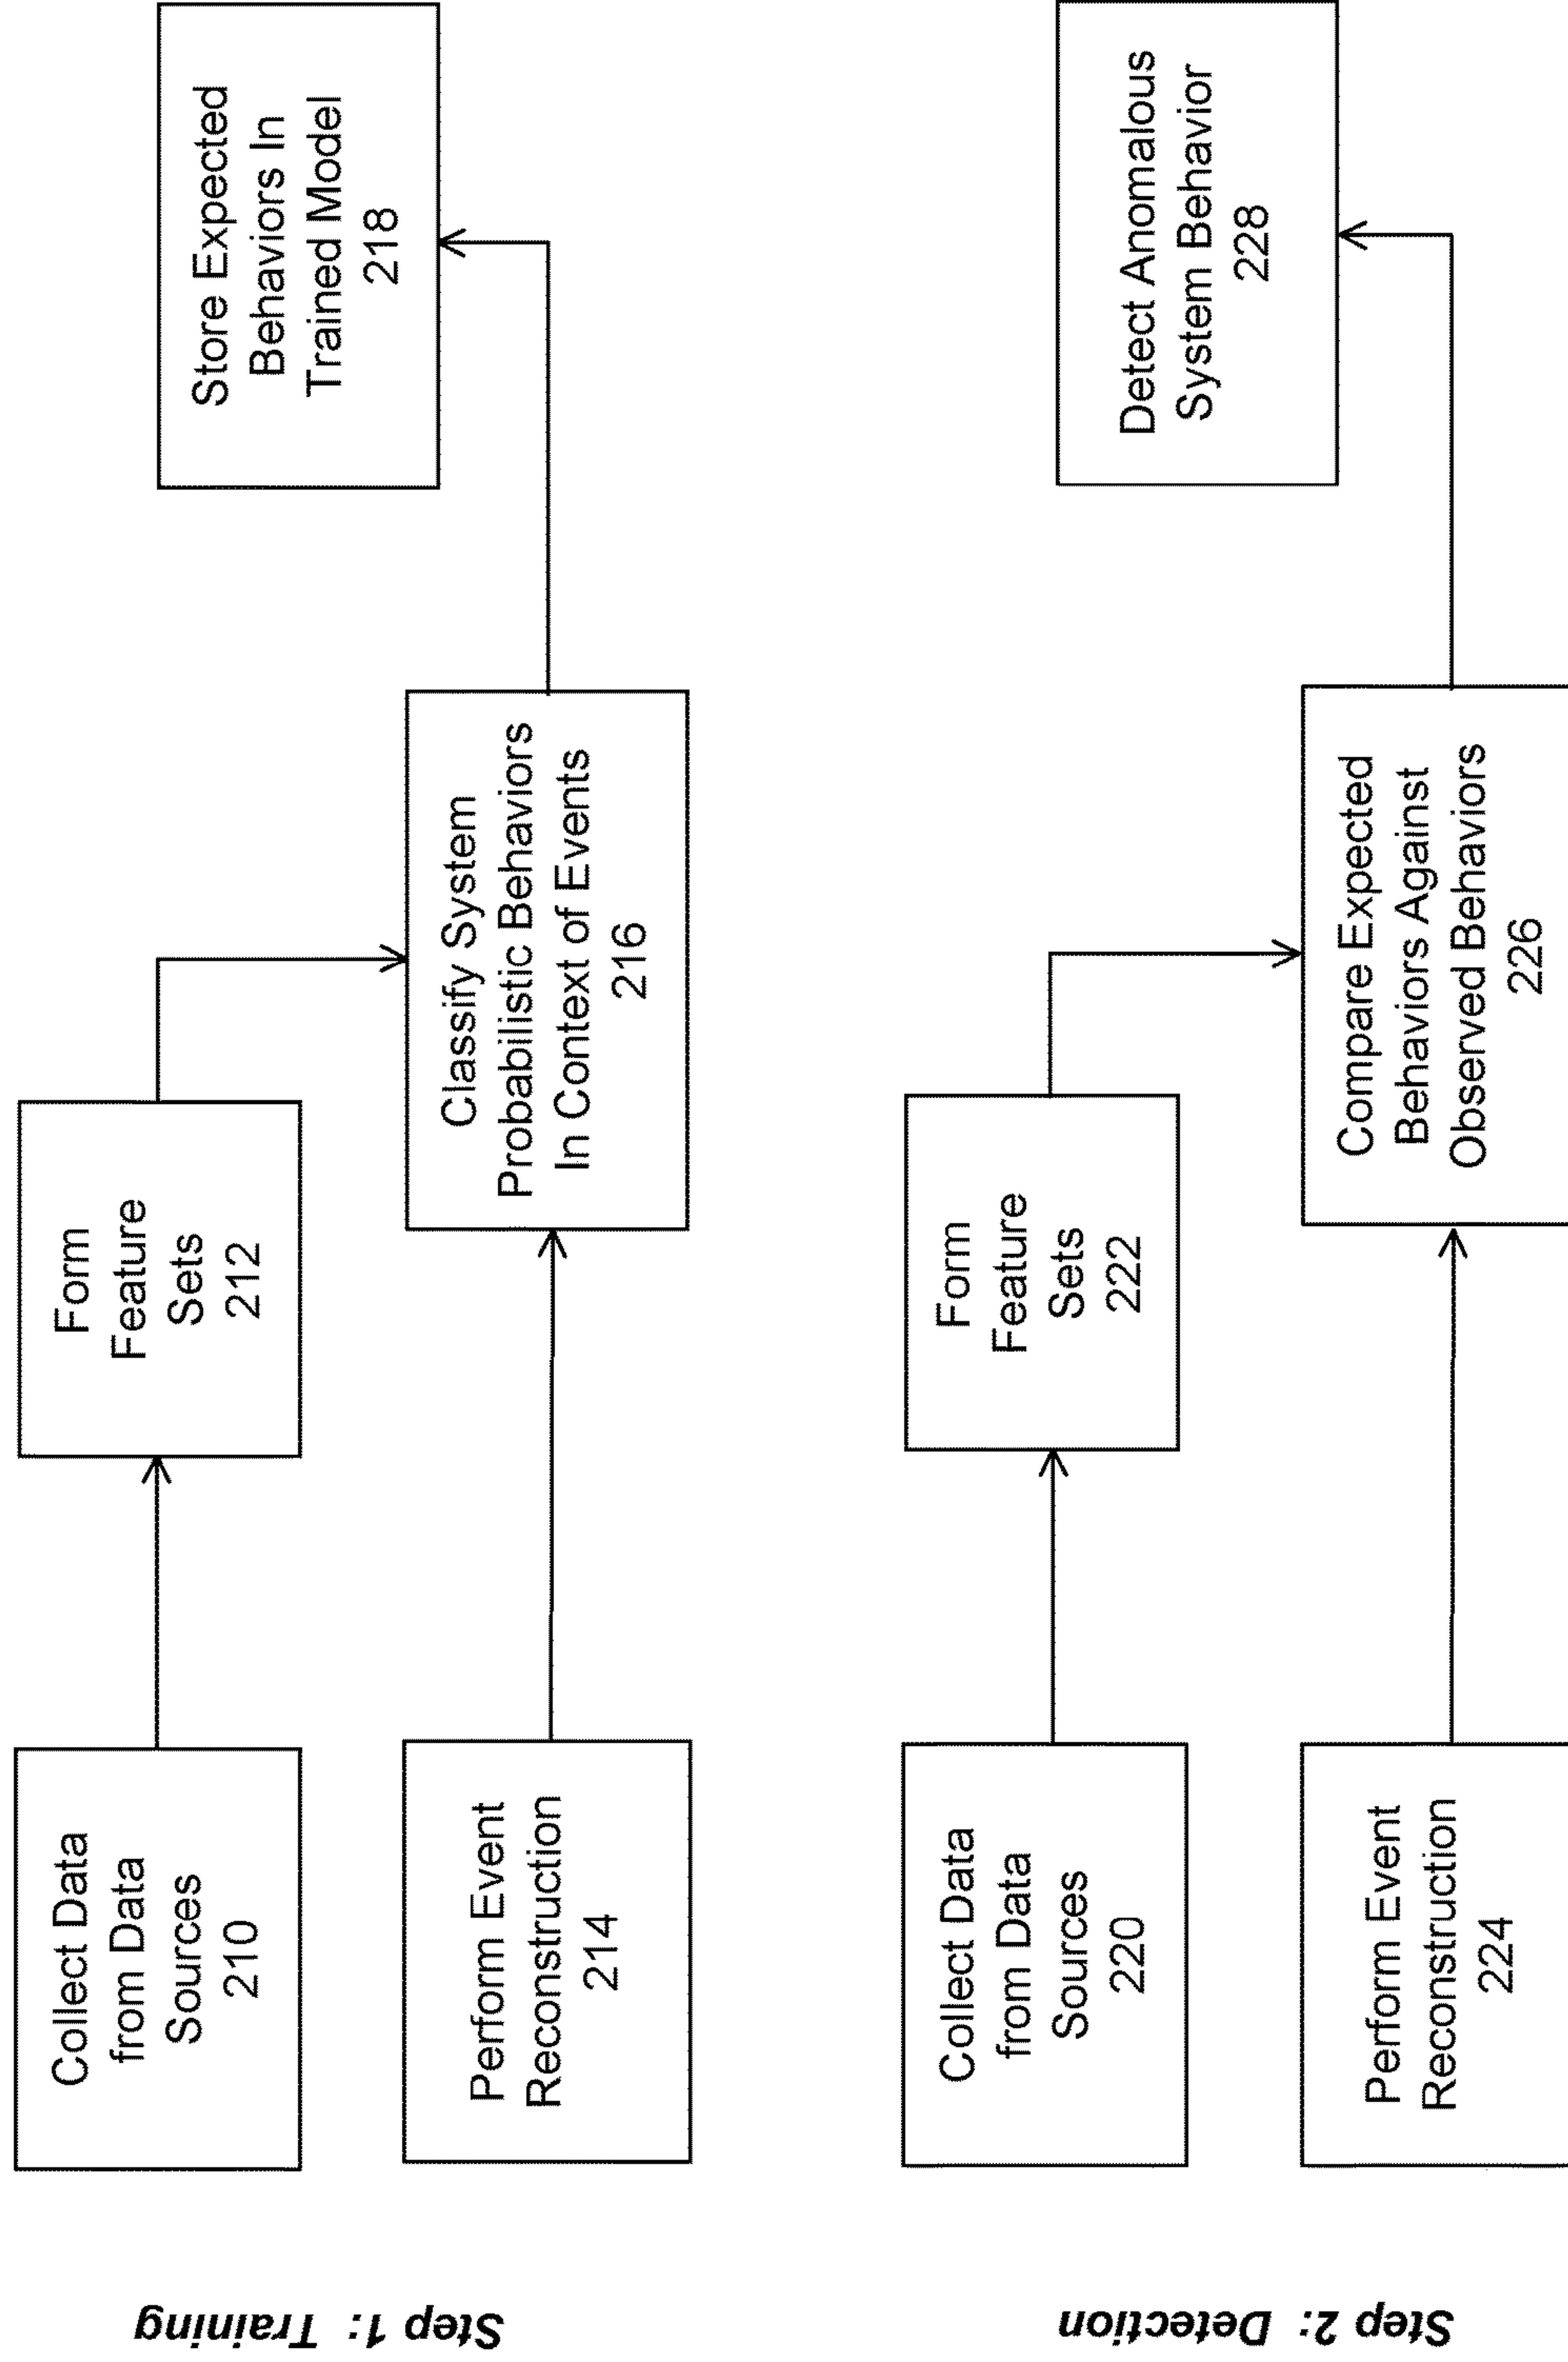 Step 1: Training
Collect Data
from Data
Sources
210
Form
Feature
Sets
212
Perform Event
Reconstruction
214
Classify System
Probabilistic Behaviors
In Context of Events
216
Store Expected
Behaviors In
Trained Model
218
Step 2: Detection
Collect Data
from Data
Sources
220
Form
Feature
Sets
222
Perform Event
Reconstruction
224
Compare Expected
Behaviors Against
Observed Behaviors
226
Detect Anomalous
System Behavior
228